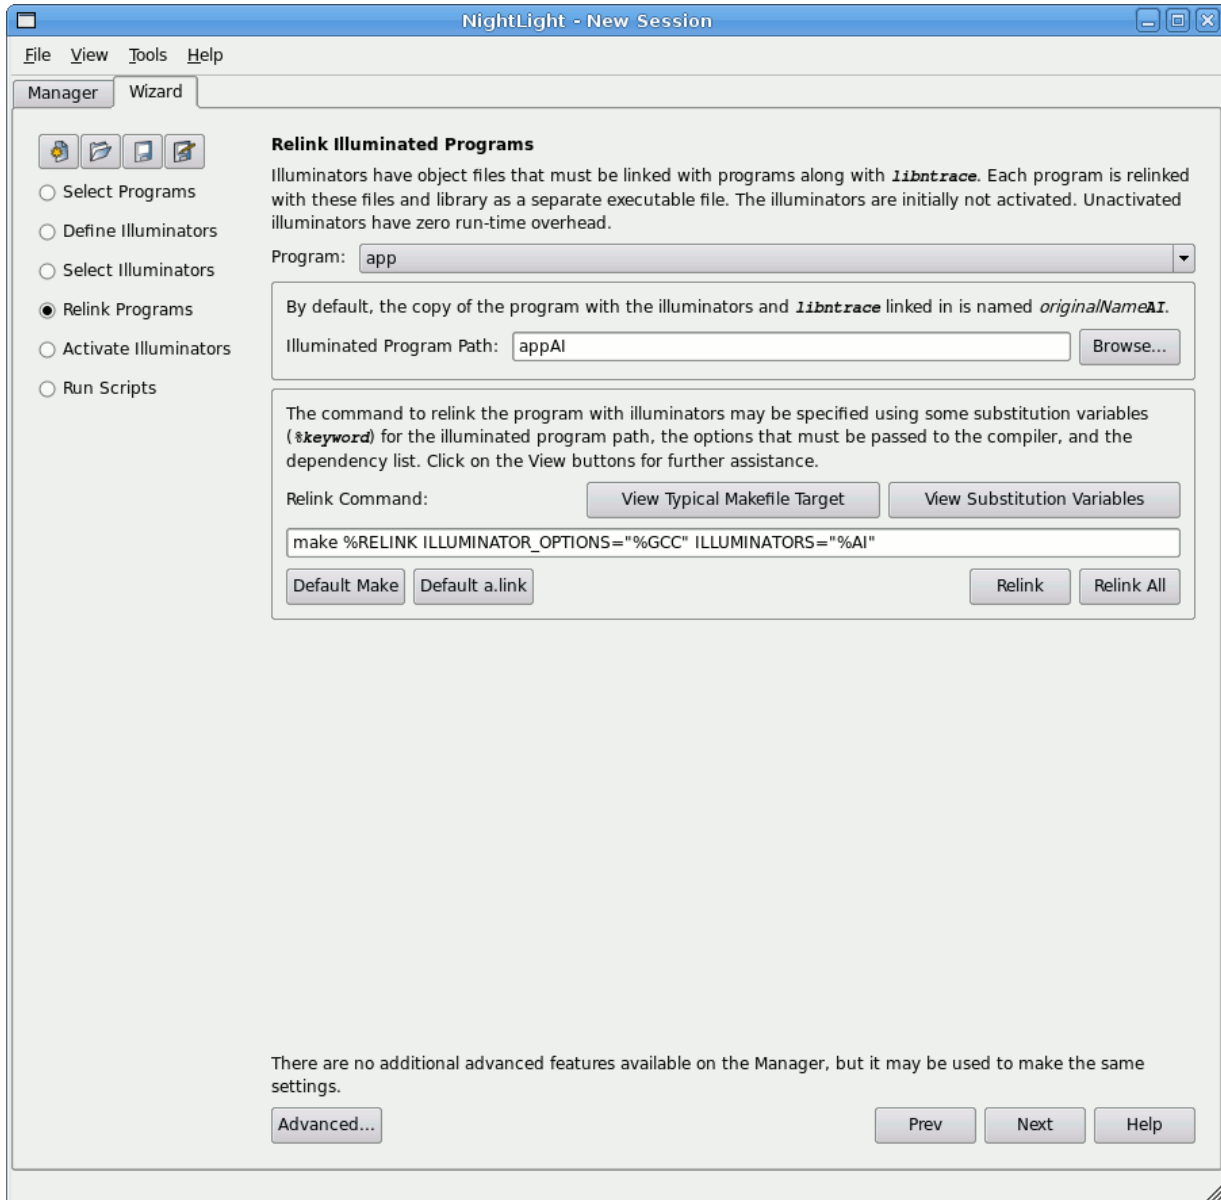 NightLight - New Session
File View Tools Help
Manager Wizard
Relink Illuminated Programs
Illuminators have object files that must be linked with programs along with libntrace. Each program is relinked
with these files and library as a separate executable file. The illuminators are initially not activated. Unactivated
illuminators have zero run-time overhead.
Select Programs
Define Illuminators
Select Illuminators
Relink Programs
Activate Illuminators
Run Scripts
Program: app
By default, the copy of the program with the illuminators and libntrace linked in is named originalNameAI.
Illuminated Program Path: appAI Browse...
The command to relink the program with illuminators may be specified using some substitution variables
(%keyword) for the illuminated program path, the options that must be passed to the compiler, and the
dependency list. Click on the View buttons for further assistance.
Relink Command: View Typical Makefile Target View Substitution Variables
make %RELINK ILLUMINATOR_OPTIONS="%GCC" ILLUMINATORS="%AI"
Default Make Default a.link Relink Relink All
There are no additional advanced features available on the Manager, but it may be used to make the same
settings.
Advanced... Prev Next Help